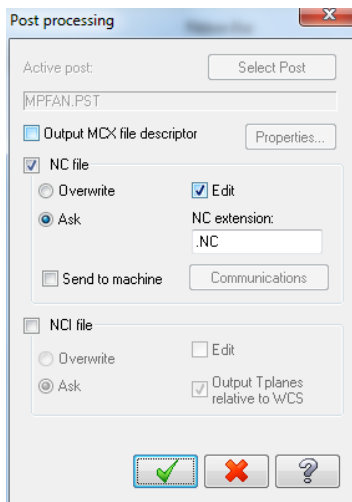 Post processing
Active post:
Select Post
MPFAN.PST
Output MCX file descriptor
Properties...
NC file
Overwrite
Edit
Ask
NC extension:
.NC
Send to machine
Communications
NCI file
Overwrite
Edit
Ask
Output Tplanes
relative to WCS
?